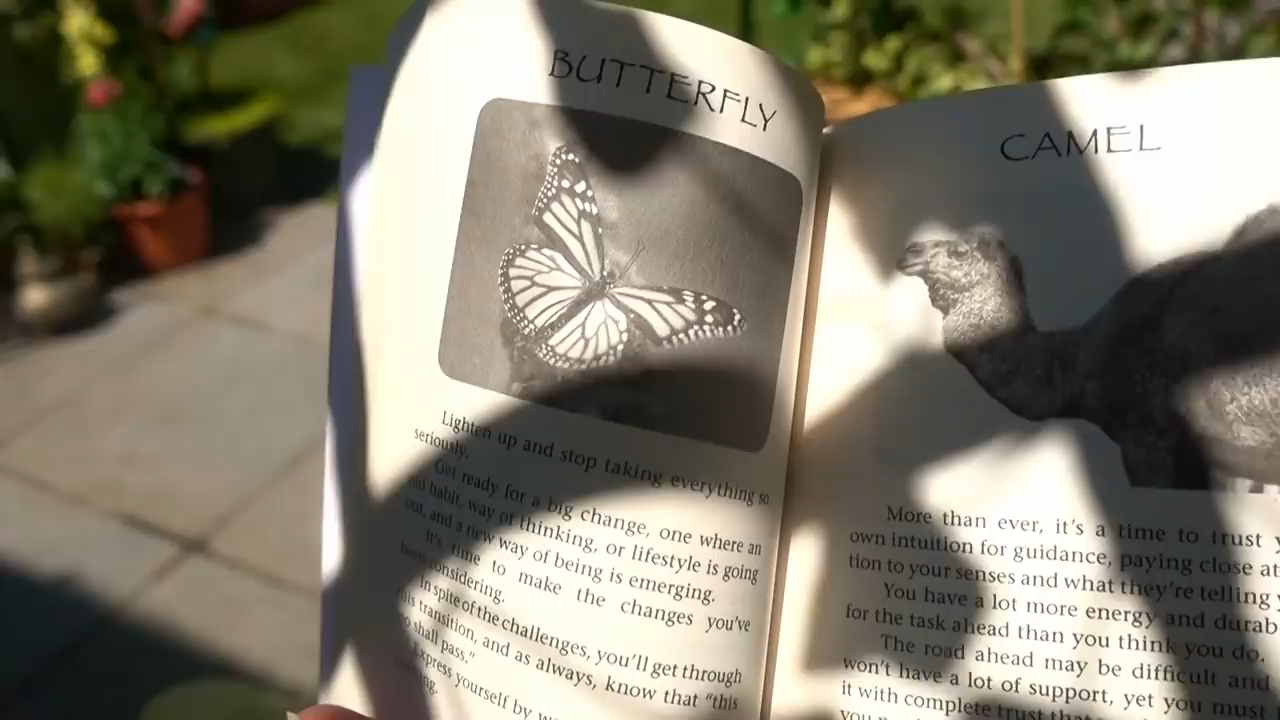 BUTTERFLY
Lighten up and stop taking everything so
seriously.
Get ready for a big change, one where an
old habit, way of thinking, or lifestyle is going
out, and a new way of being is emerging.
It's time to make the changes you've
been considering.
In spite of the challenges, you'll get through
this transition, and as always, know that "this
too shall pass."
Express yourself by
CAMEL
More than ever, it's a time to trust
own intuition for guidance, paying close at
tion to your senses and what they're telling
You have a lot more energy and durab
for the task ahead than you think you do.
The road ahead may be difficult and
won't have a lot of support, yet you must
it with complete trust that